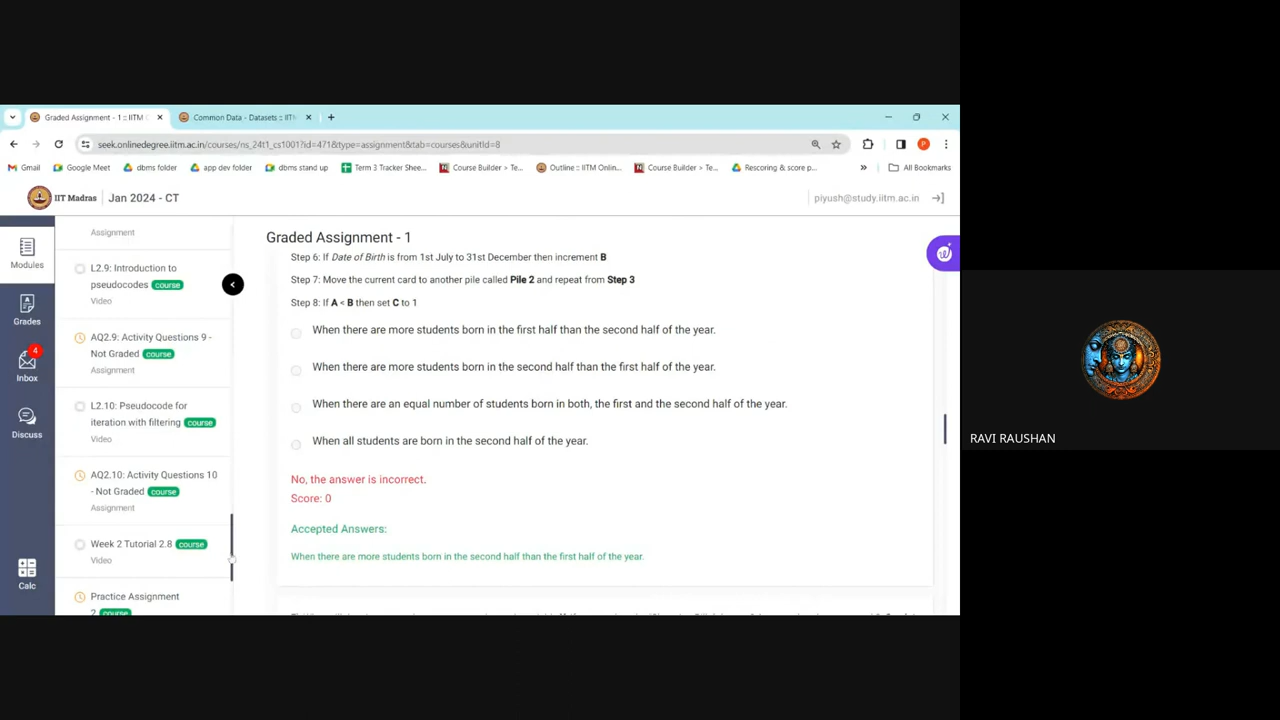 Graded Assignment - 1 :: IITM
Common Data - Datasets :: IITM
seek.onlinedegree.iitm.ac.in/courses/ns_24t1_cs1001?id=471&type=assignment&tab=courses&unitId=8
Gmail
Google Meet
dbms folder
app dev folder
dbms stand up
Term 3 Tracker Shee...
Course Builder > Te...
Outline :: IITM Onlin...
Course Builder > Te...
Rescoring & score p...
All Bookmarks
IIT Madras
Jan 2024 - CT
piyush@study.iitm.ac.in
Modules
Grades
4
Inbox
Discuss
Calc
Assignment
L2.9: Introduction to
pseudocodes course
Video
AQ2.9: Activity Questions 9 -
Not Graded course
Assignment
L2.10: Pseudocode for
iteration with filtering course
Video
AQ2.10: Activity Questions 10
- Not Graded course
Assignment
Week 2 Tutorial 2.8 course
Video
Practice Assignment
2 course
Graded Assignment - 1
Step 6: If Date of Birth is from 1st July to 31st December then increment B
Step 7: Move the current card to another pile called Pile 2 and repeat from Step 3
Step 8: If A < B then set C to 1
When there are more students born in the first half than the second half of the year.
When there are more students born in the second half than the first half of the year.
When there are an equal number of students born in both, the first and the second half of the year.
When all students are born in the second half of the year.
No, the answer is incorrect.
Score: 0
Accepted Answers:
When there are more students born in the second half than the first half of the year.
RAVI RAUSHAN